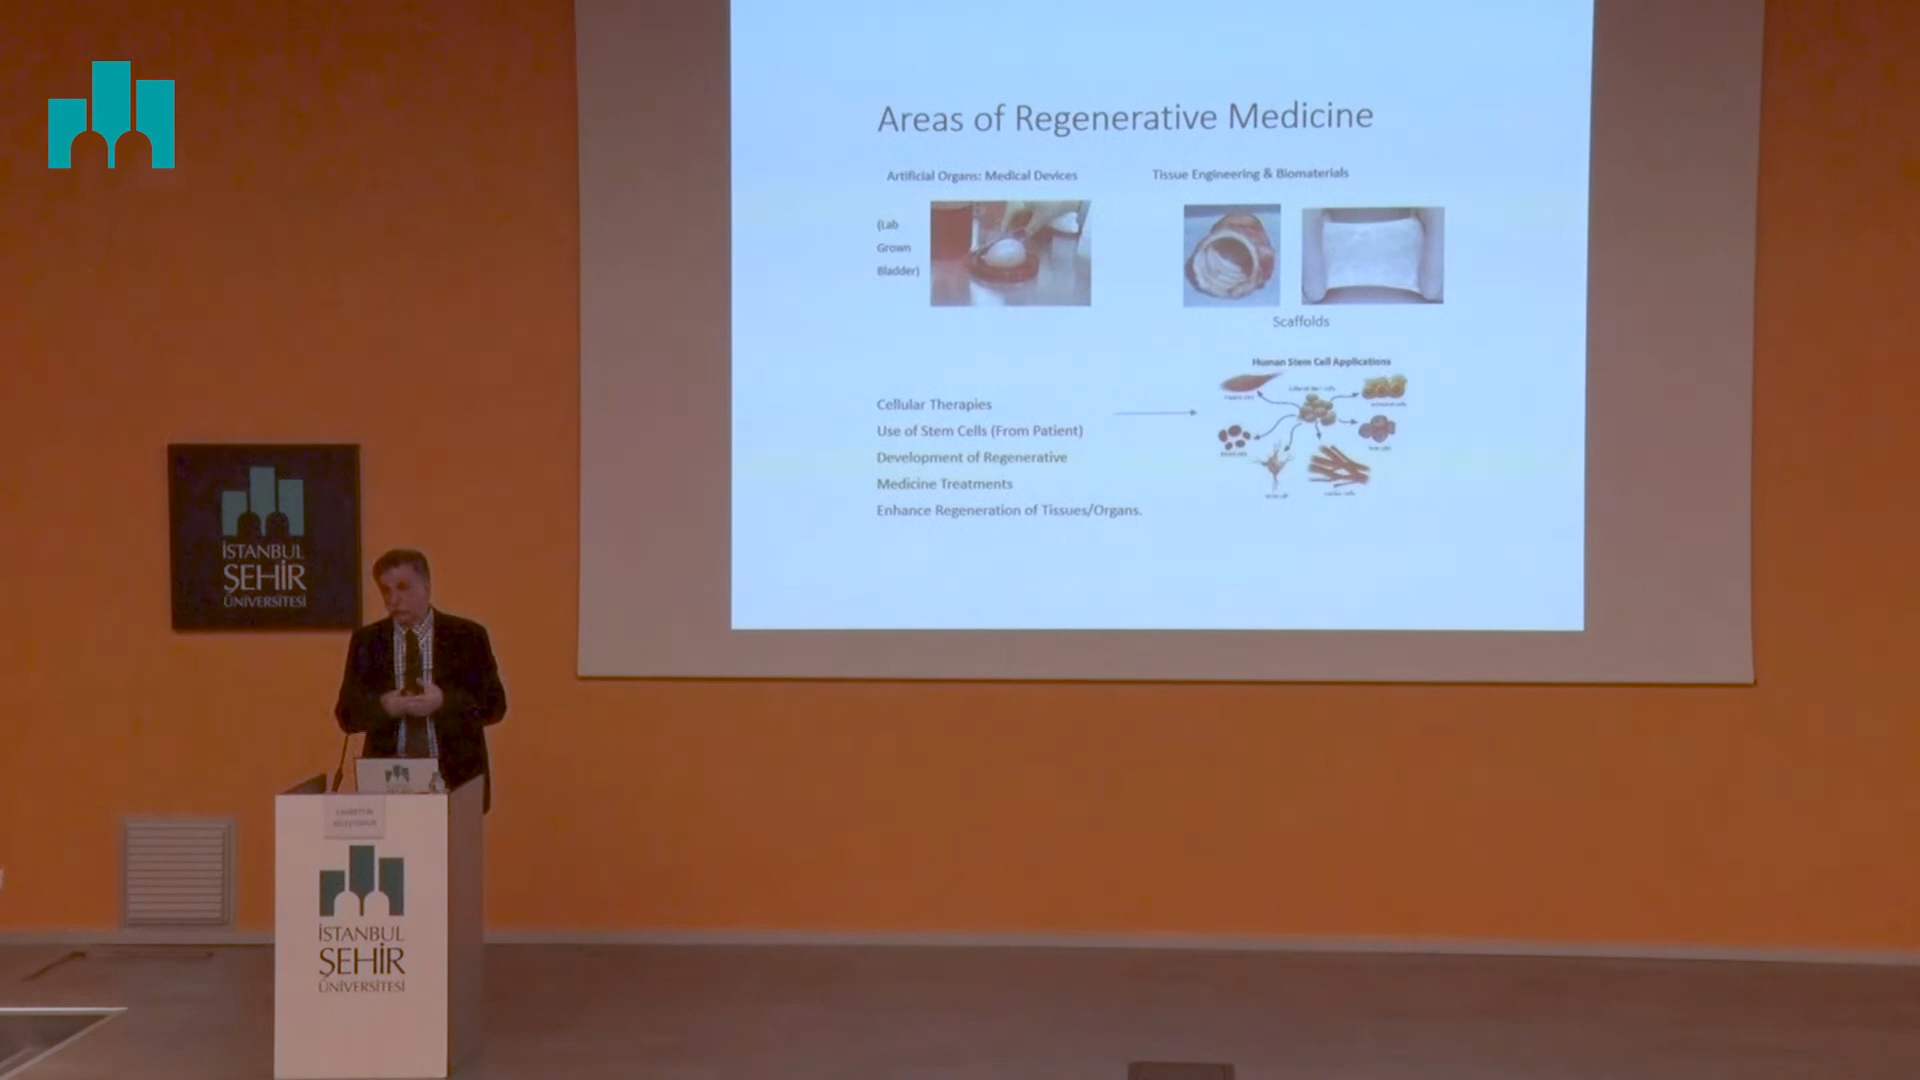 Areas of Regenerative Medicine
Artificial Organs: Medical Devices
Tissue Engineering & Biomaterials
(Lab
Grown
Bladder)
Scaffolds
Human Stem Cell Applications
Cellular Therapies
Use of Stem Cells (From Patient)
Development of Regenerative
Medicine Treatments
Enhance Regeneration of Tissues/Organs.
İSTANBUL
ŞEHİR
ÜNİVERSİTESİ
İSTANBUL
ŞEHİR
ÜNİVERSİTESİ